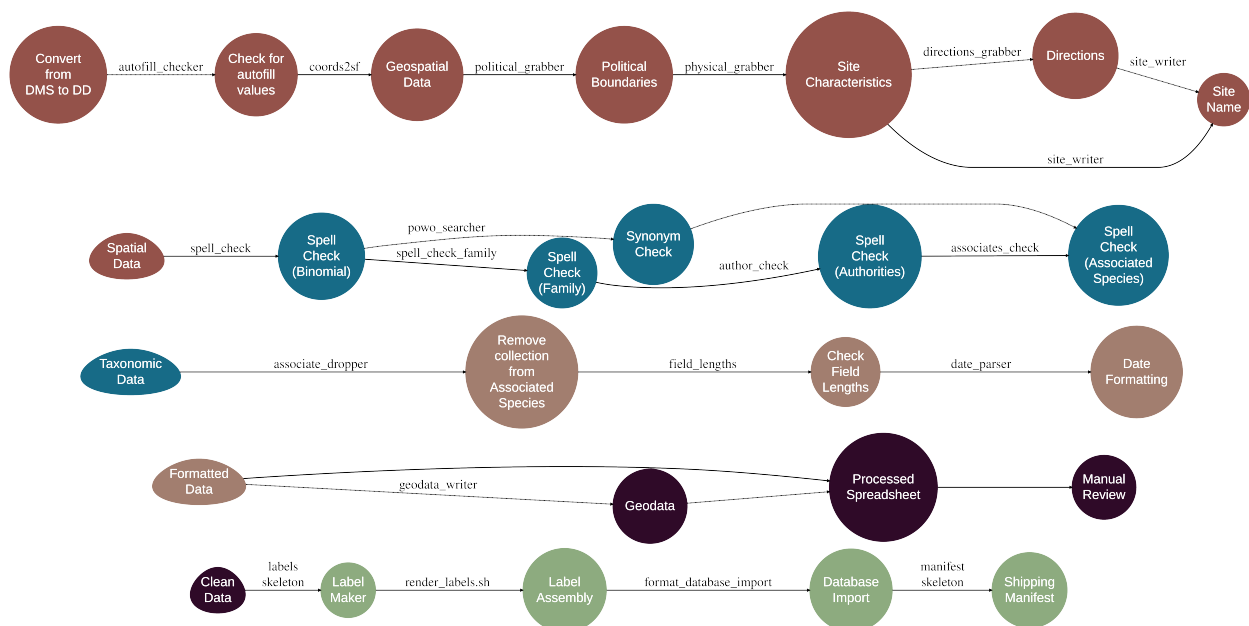 Convert
from
DMS to DD
autofill_checker
Check for
autofill
values
coords2sf
Geospatial
Data
political_grabber
Political
Boundaries
physical_grabber
Site
Characteristics
directions_grabber
Directions
site_writer
Site
Name
site_writer
Spatial
Data
spell_check
Spell
Check
(Binomial)
powo_searcher
spell_check_family
Synonym
Check
Spell
Check
(Family)
author_check
Spell
Check
(Authorities)
associates_check
Spell
Check
(Associated
Species)
Taxonomic
Data
associate_dropper
Remove
collection
from
Associated
Species
field_lengths
Check
Field
Lengths
date_parser
Date
Formatting
Formatted
Data
geodata_writer
Geodata
Processed
Spreadsheet
Manual
Review
Clean
Data
labels
skeleton
Label
Maker
render_labels.sh
Label
Assembly
format_database_import
Database
Import
manifest
skeleton
Shipping
Manifest